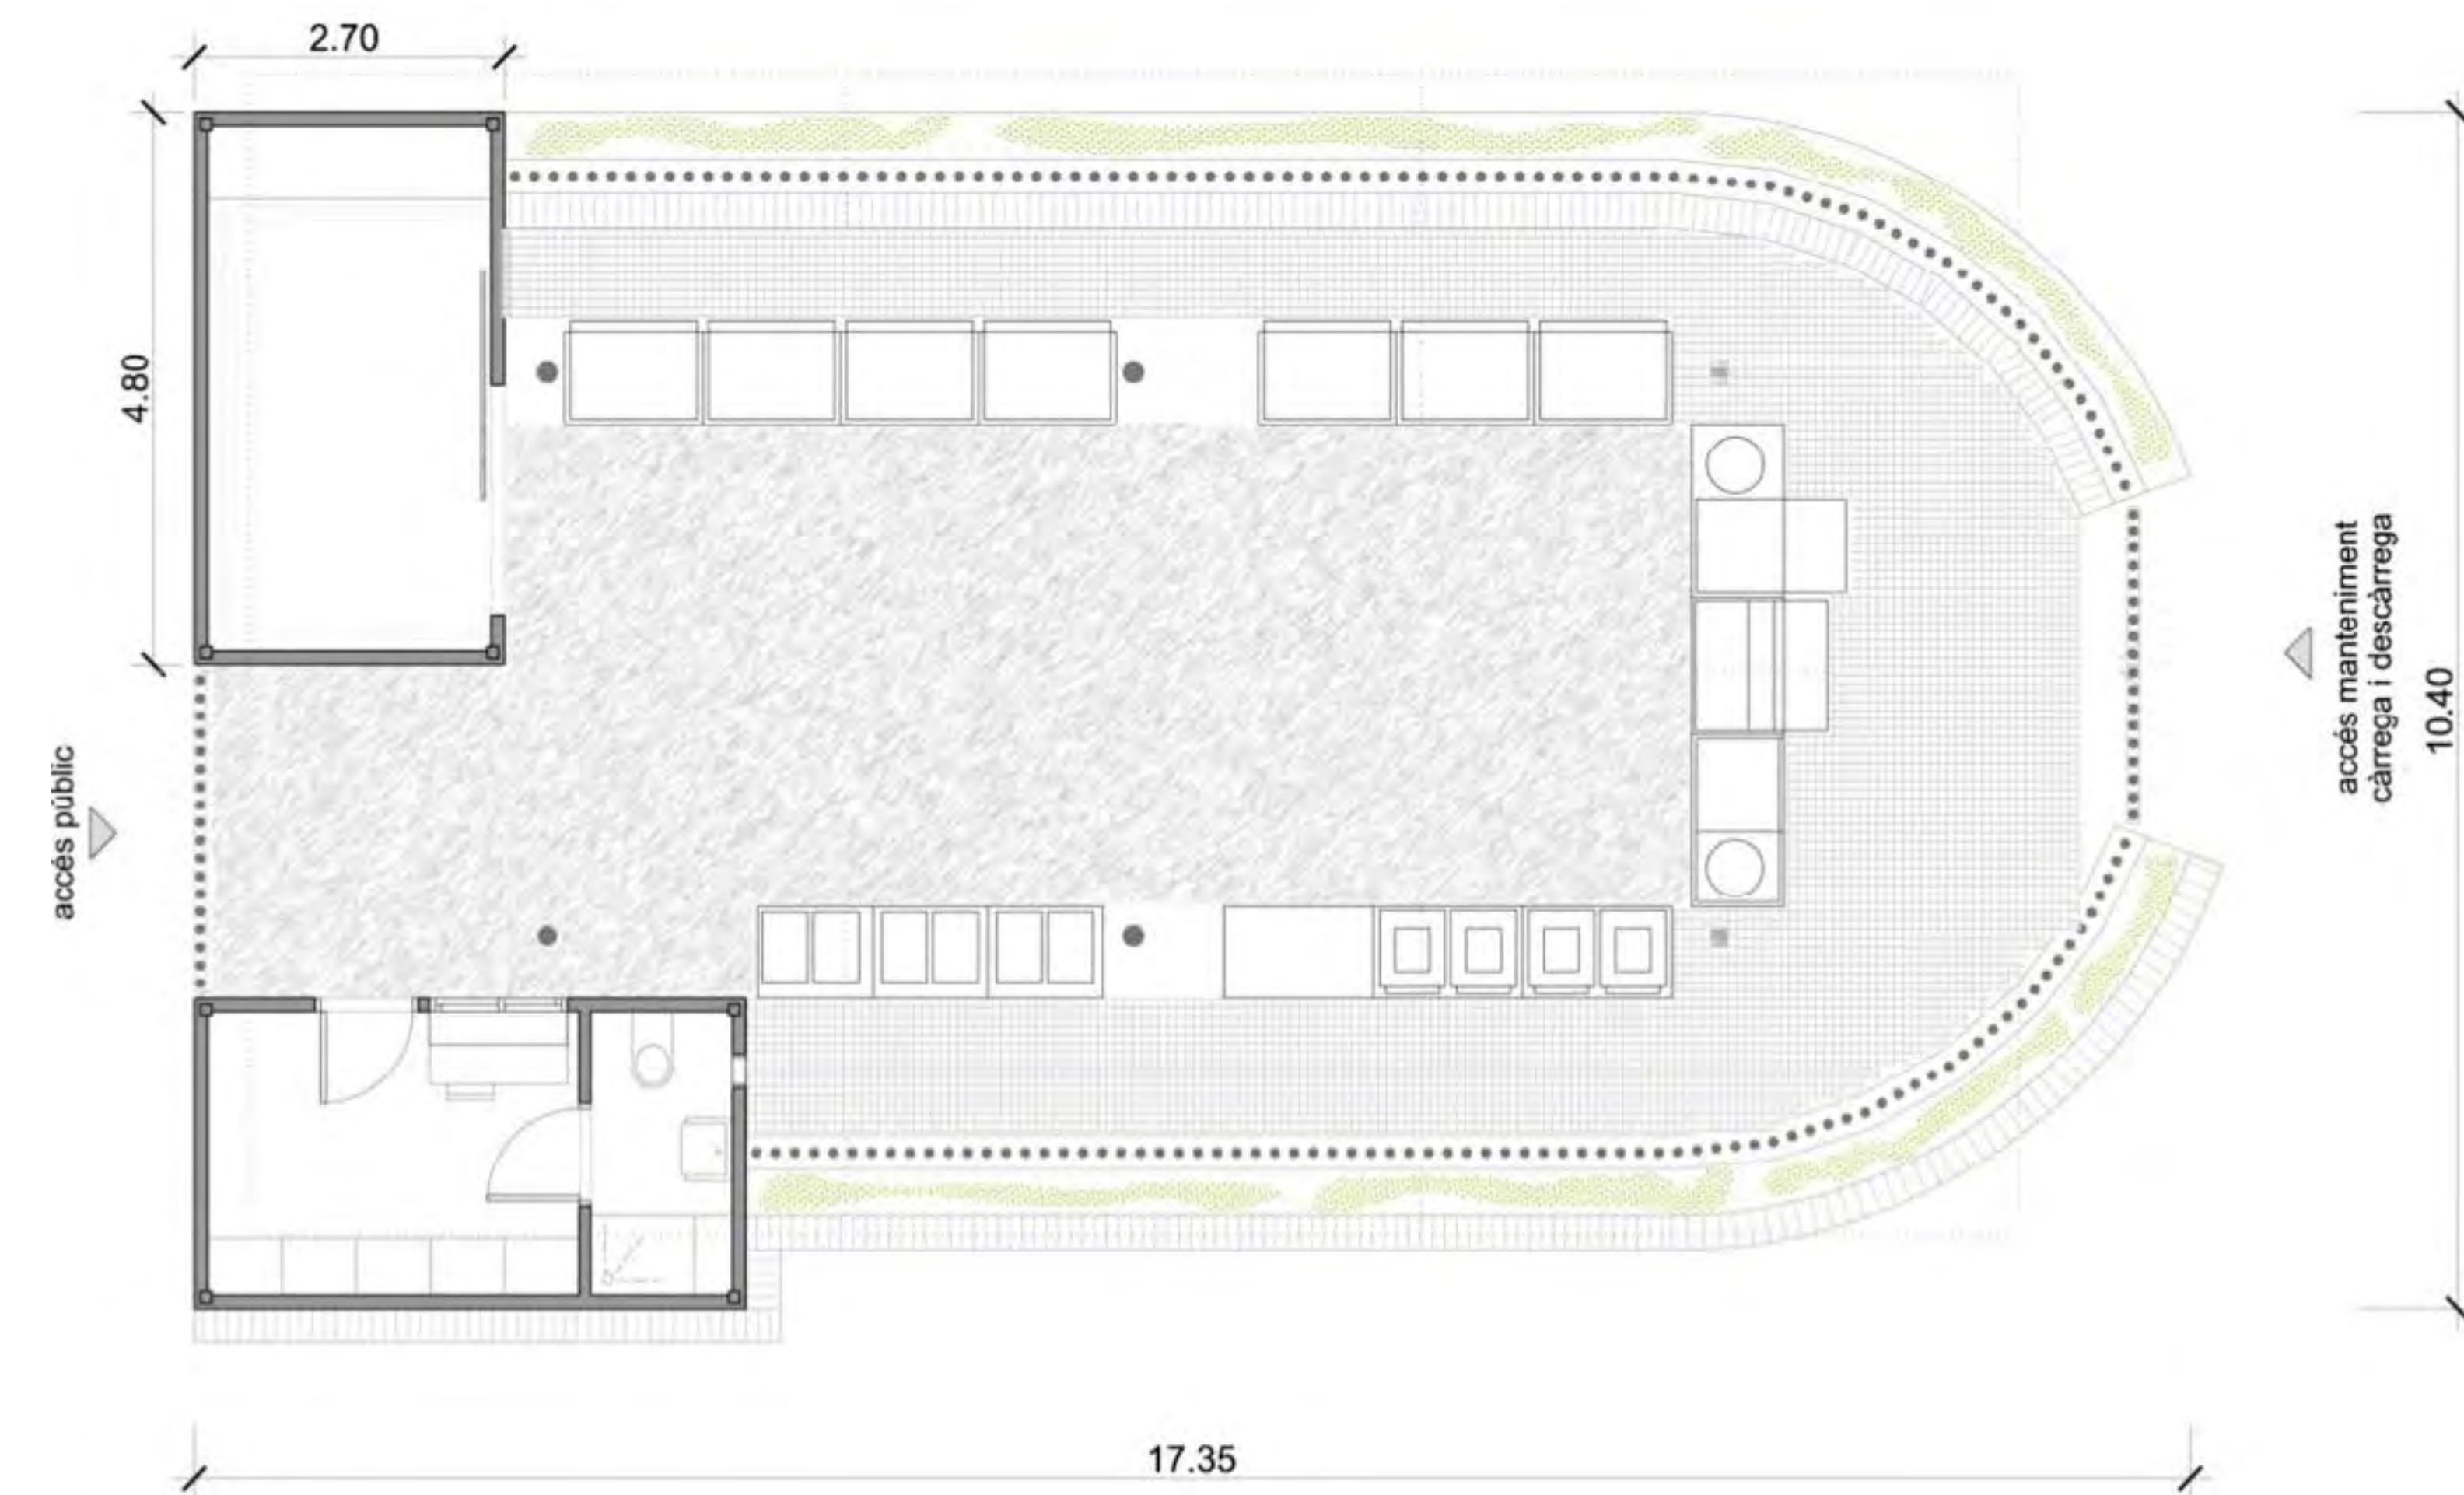 2.70
4.80
accés públic
accés manteniment
càrrega i descàrrega
10.40
17.35